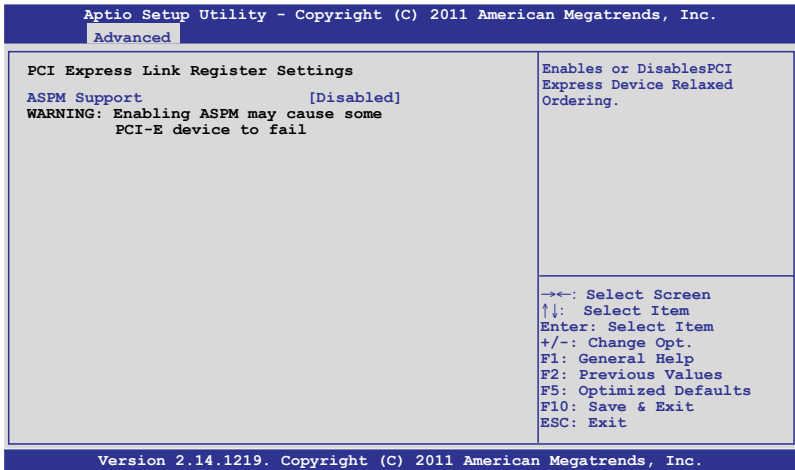 Aptio Setup Utility - Copyright (C) 2011 American Megatrends, Inc.
Advanced
PCI Express Link Register Settings
ASPM Support [Disabled]
WARNING: Enabling ASPM may cause some
PCI-E device to fail
Enables or DisablesPCI
Express Device Relaxed
Ordering.
→←: Select Screen
↑↓: Select Item
Enter: Select Item
+/-: Change Opt.
F1: General Help
F2: Previous Values
F5: Optimized Defaults
F10: Save & Exit
ESC: Exit
Version 2.14.1219. Copyright (C) 2011 American Megatrends, Inc.